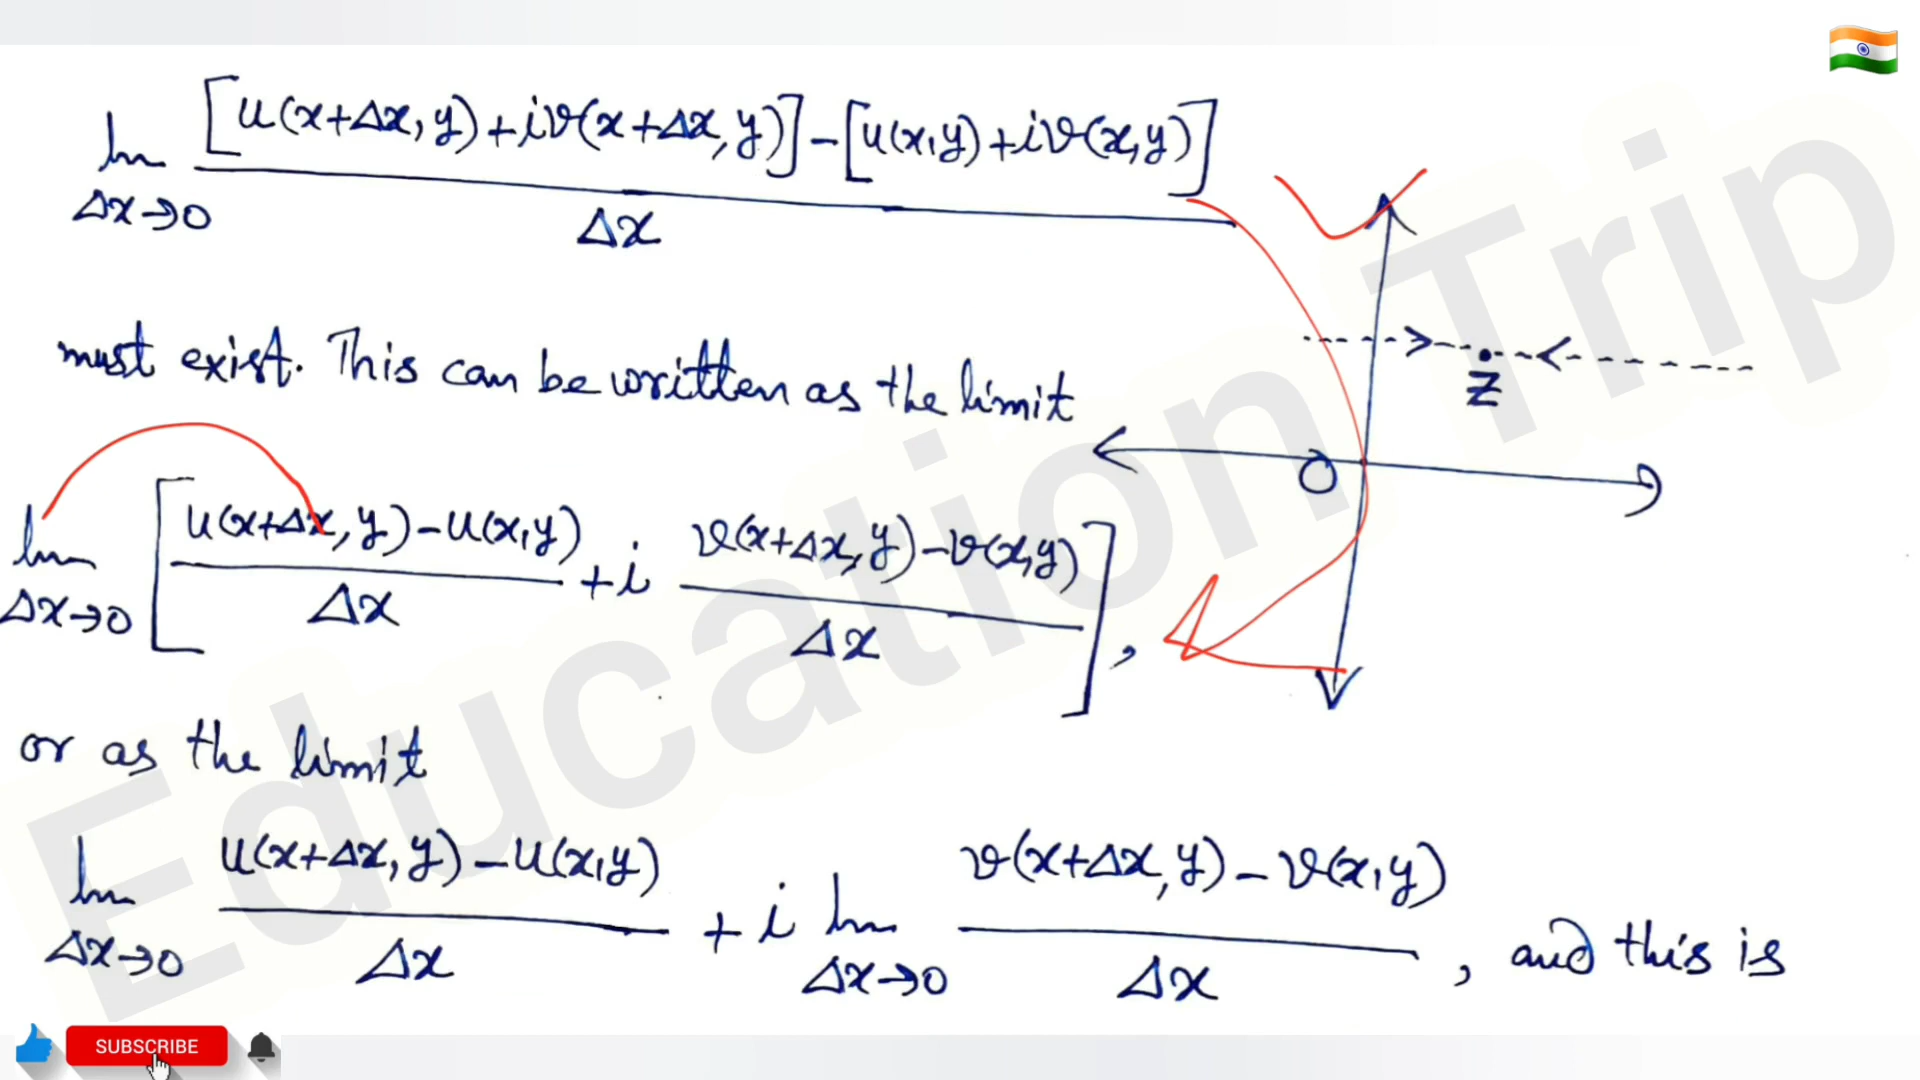 lim [u(x+Δx, y)+iv(x+Δx, y)]−[u(x,y)+iv(x,y)]
Δx→0 Δx
must exist. This can be written as the limit
Z
O
lim [ u(x+Δx, y)−u(x,y) +i v(x+Δx, y)−v(x,y) ],
Δx→0 Δx Δx
or as the limit
lim u(x+Δx, y)−u(x,y) + i lim v(x+Δx, y)−v(x,y) , and this is
Δx→0 Δx Δx→0 Δx
SUBSCRIBE
Education Trip